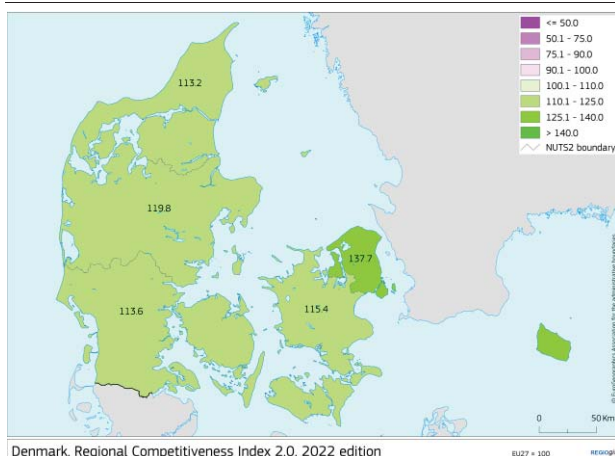 <= 50.0
50.1 - 75.0
75.1 - 90.0
90.1 - 100.0
100.1 - 110.0
110.1 - 125.0
125.1 - 140.0
> 140.0
NUTS2 boundary
113.2
119.8
137.7
113.6
115.4
0 50 Km
Denmark, Regional Competitiveness Index 2.0, 2022 edition
EU27 = 100